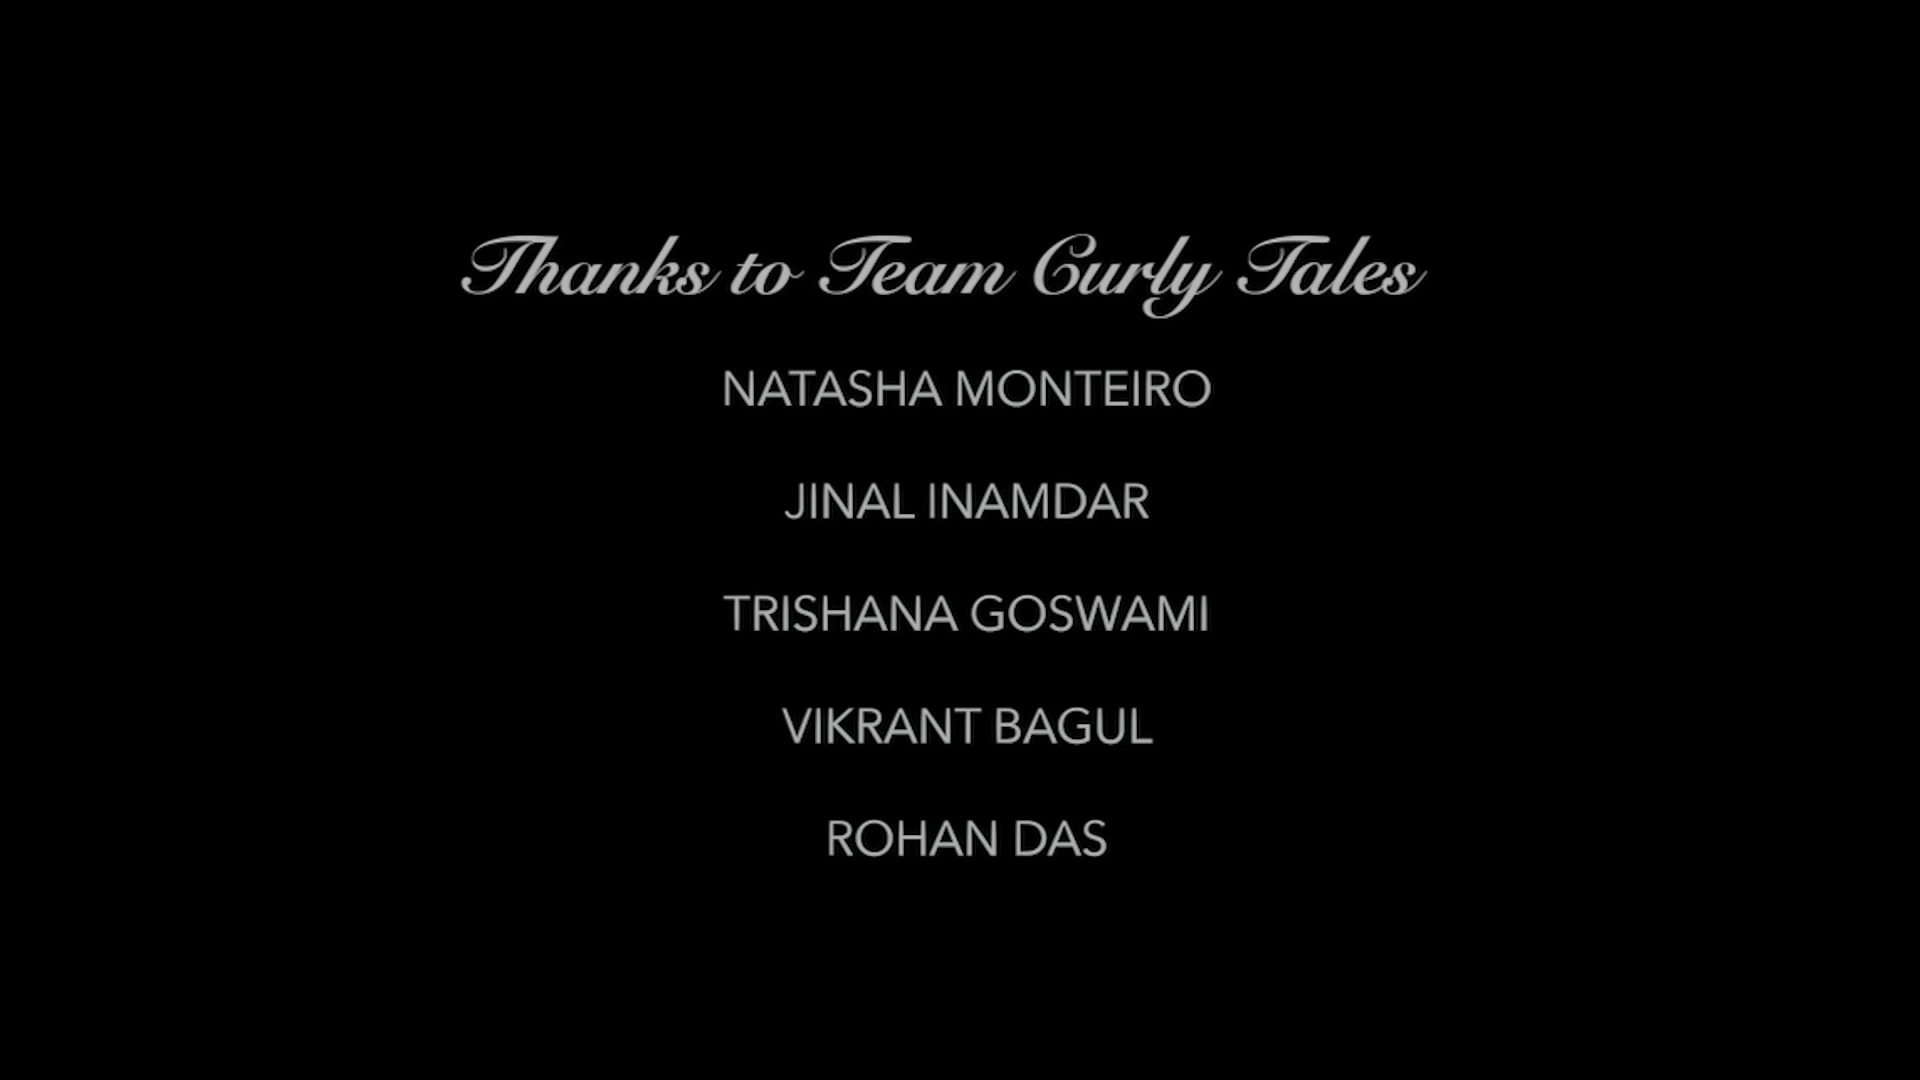 Thanks to Team Curly Tales
NATASHA MONTEIRO
JINAL INAMDAR
TRISHANA GOSWAMI
VIKRANT BAGUL
ROHAN DAS